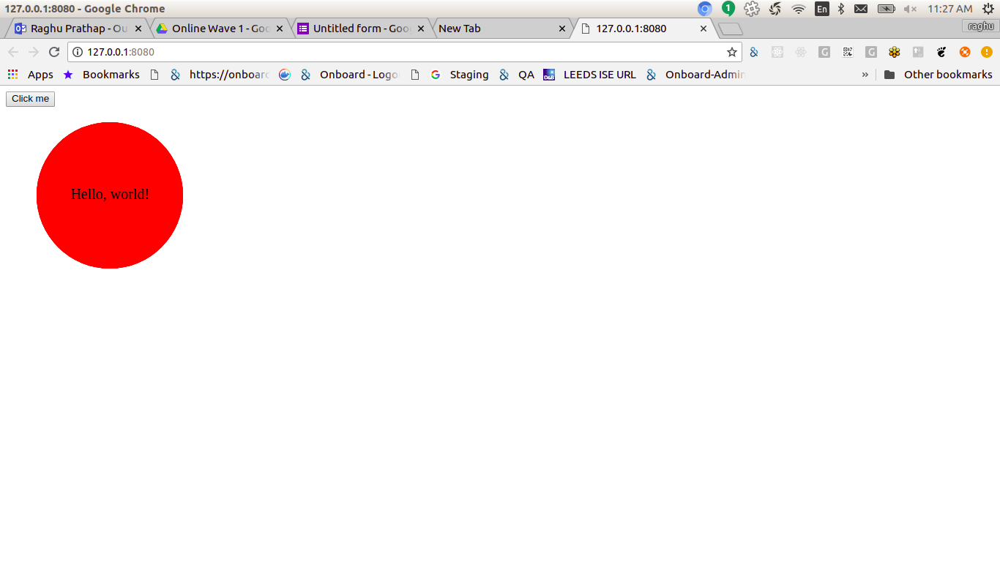 127.0.0.1:8080 - Google Chrome 1 En 11:27 AM
Raghu Prathap - Ou Online Wave 1 - Goo Untitled form - Goo New Tab 127.0.0.1:8080 raghu
127.0.0.1:8080 G G
Apps Bookmarks https://onboard Onboard - Logo Staging QA D&B LEEDS ISE URL Onboard-Admin » Other bookmarks
Click me
Hello, world!